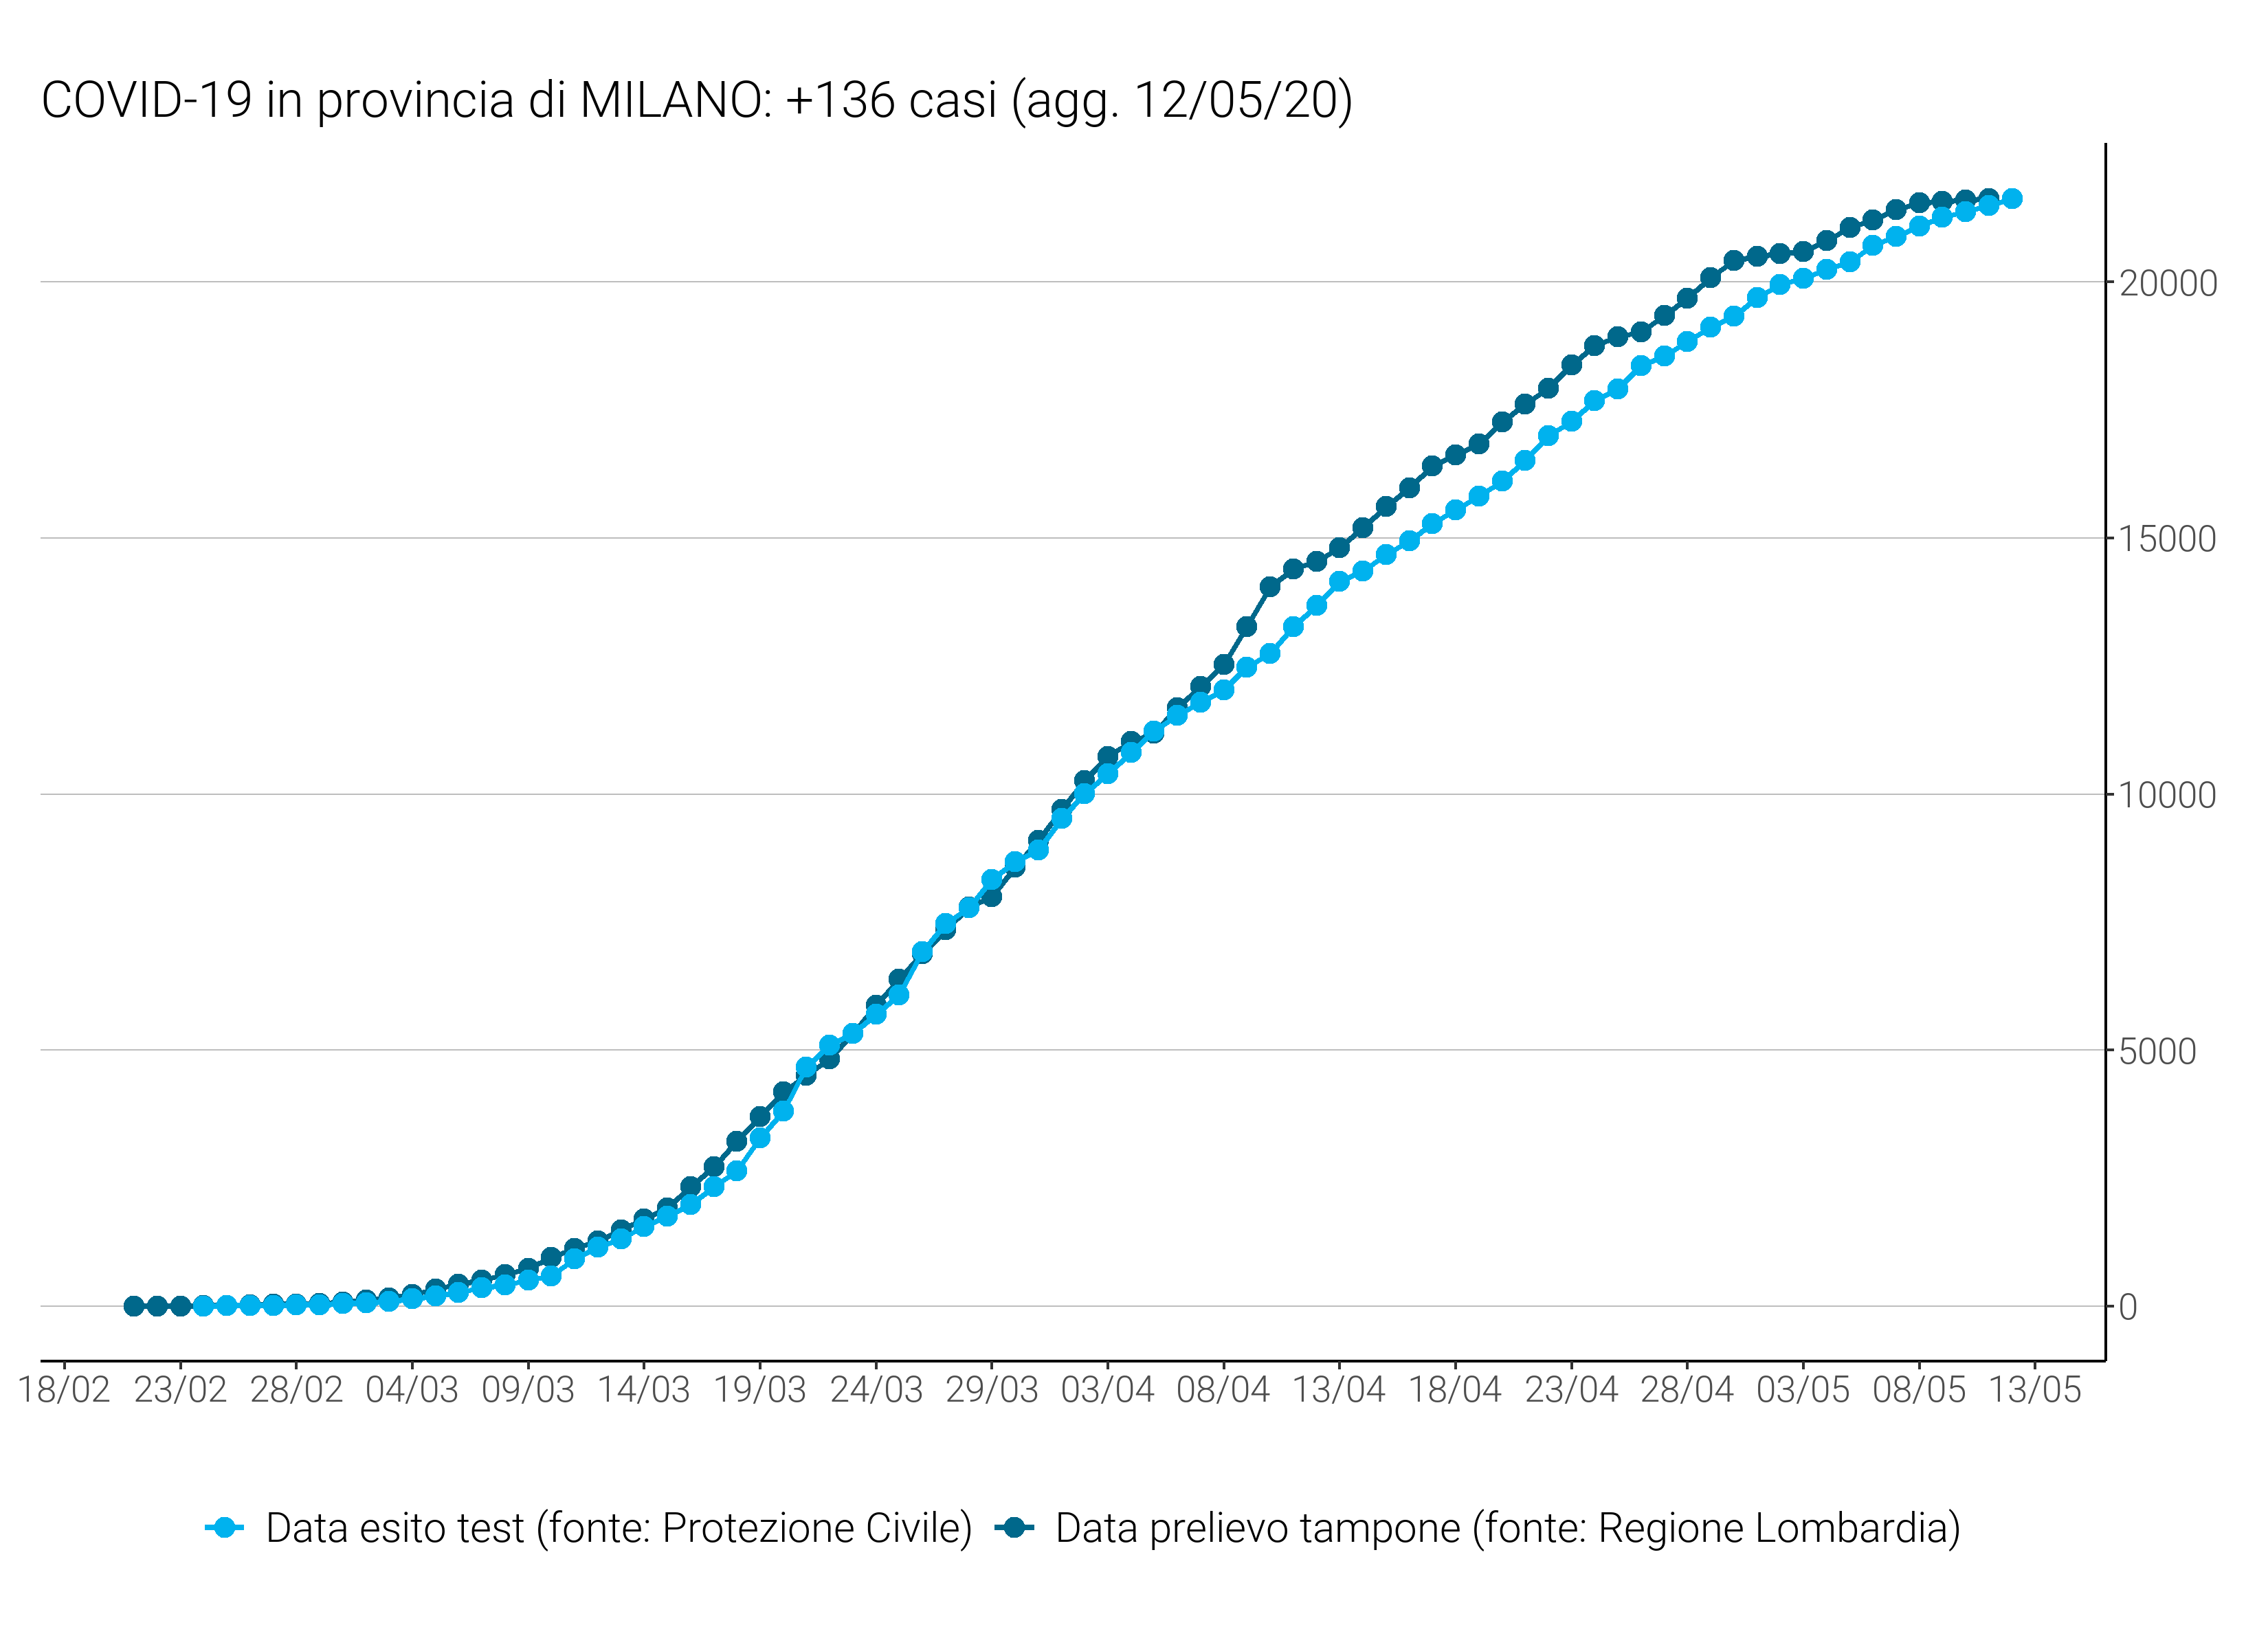 COVID-19 in provincia di MILANO: +136 casi (agg. 12/05/20)
20000
15000
10000
5000
0
18/02 23/02 28/02 04/03 09/03 14/03 19/03 24/03 29/03 03/04 08/04 13/04 18/04 23/04 28/04 03/05 08/05 13/05
Data esito test (fonte: Protezione Civile) Data prelievo tampone (fonte: Regione Lombardia)